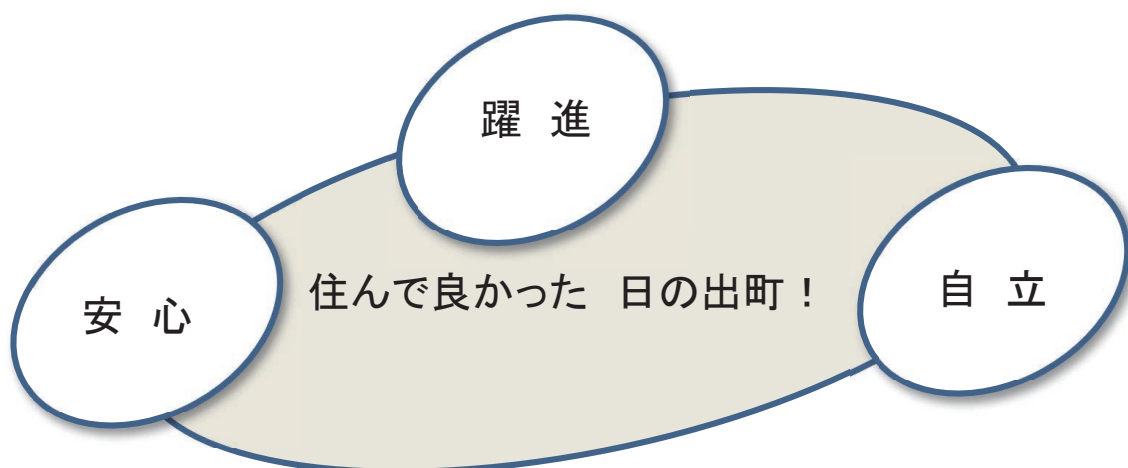 躍 進
住んで良かった 日の出町！
自 立
安 心